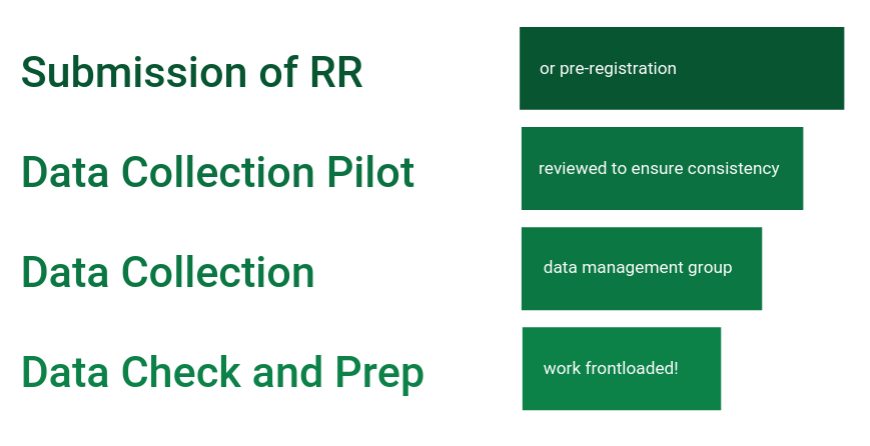 Submission of RR
or pre-registration
Data Collection Pilot
reviewed to ensure consistency
Data Collection
data management group
Data Check and Prep
work frontloaded!